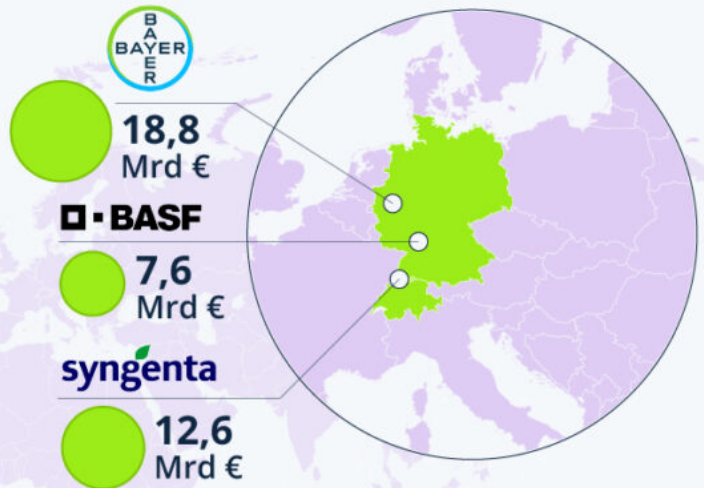 BAYER
BAYER
18,8
Mrd €
BASF
7,6
Mrd €
syngenta
12,6
Mrd €